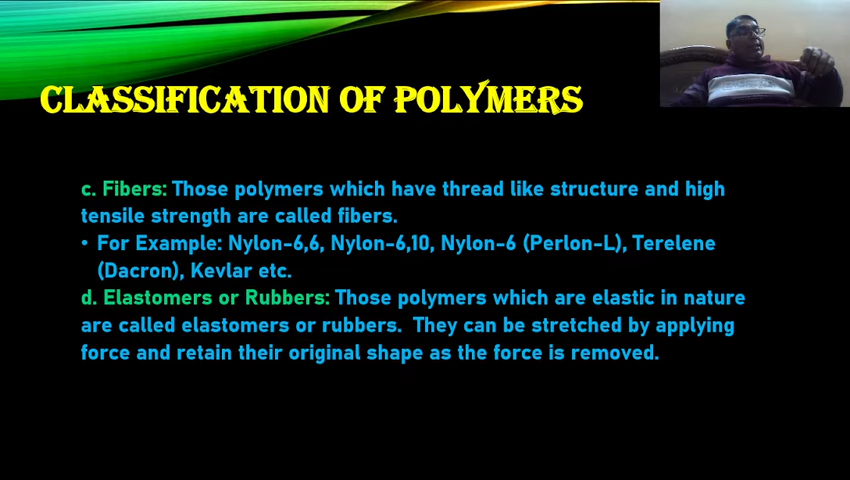 CLASSIFICATION OF POLYMERS
c. Fibers: Those polymers which have thread like structure and high
tensile strength are called fibers.
• For Example: Nylon-6,6, Nylon-6,10, Nylon-6 (Perlon-L), Terelene
(Dacron), Kevlar etc.
d. Elastomers or Rubbers: Those polymers which are elastic in nature
are called elastomers or rubbers. They can be stretched by applying
force and retain their original shape as the force is removed.